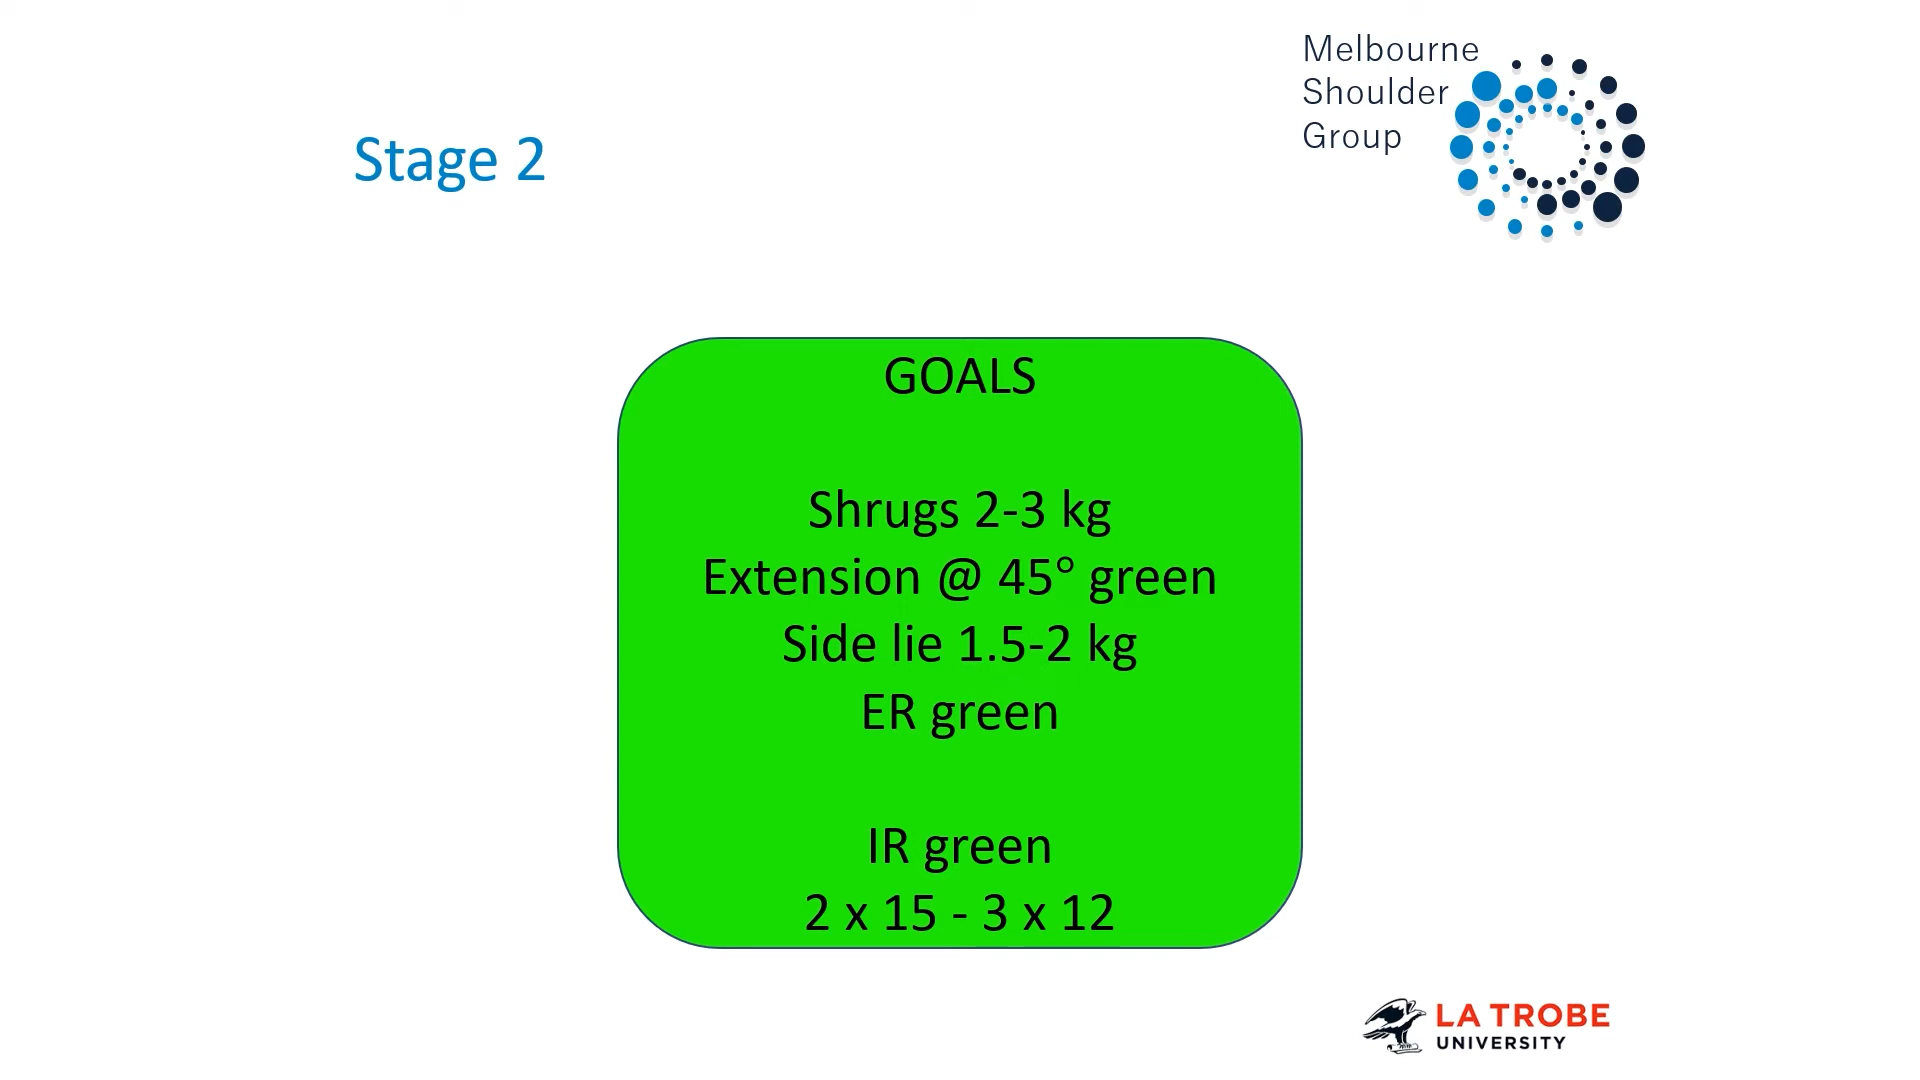 Melbourne
Shoulder
Group
Stage 2
GOALS
Shrugs 2-3 kg
Extension @ 45° green
Side lie 1.5-2 kg
ER green
IR green
2 x 15 - 3 x 12
LA TROBE
UNIVERSITY